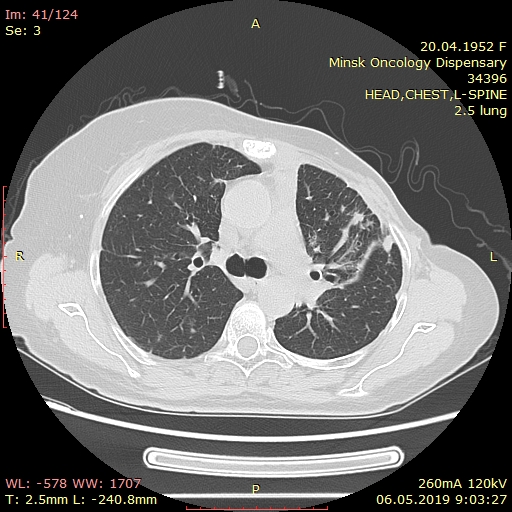 Im: 41/124
Se: 3
A
20.04.1952 F
Minsk Oncology Dispensary
34396
HEAD,CHEST,L-SPINE
2.5 lung
R
L
WL: -578 WW: 1707
T: 2.5mm L: -240.8mm
P
260mA 120kV
06.05.2019 9:03:27